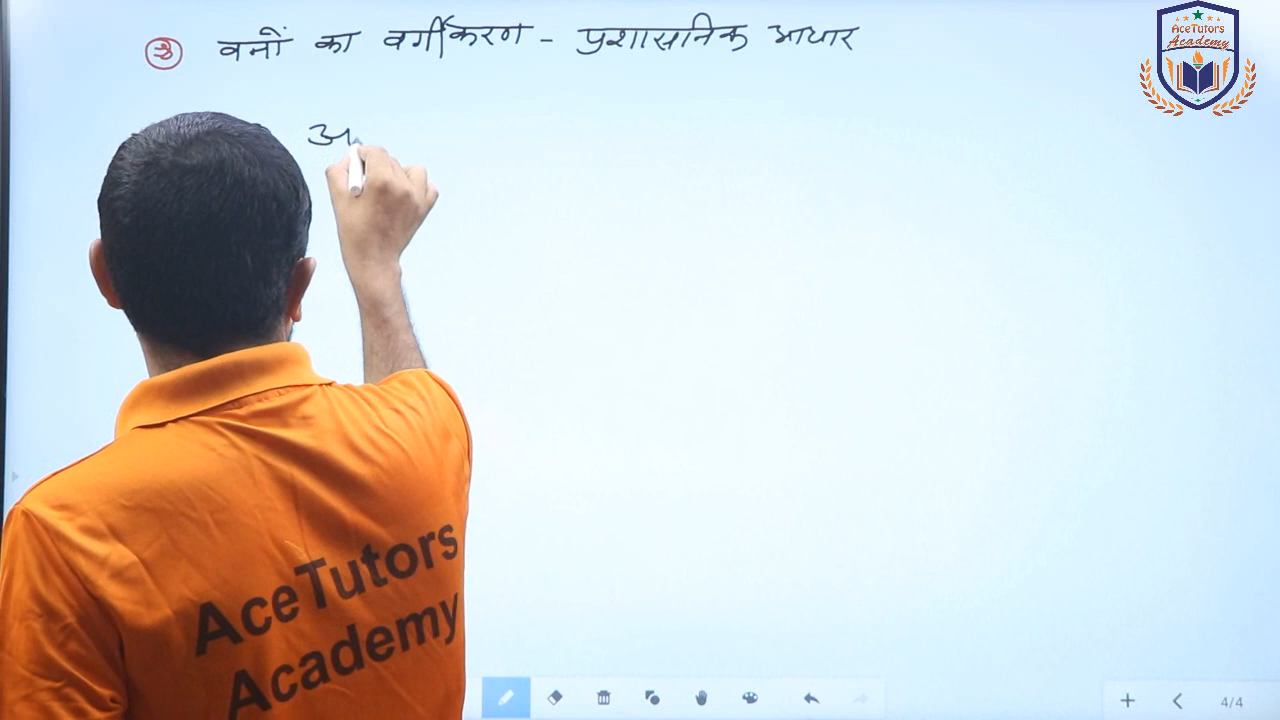 ③ वनों का वर्गीकरण - प्रशासनिक आधार
अ
AceTutors
Academy
AceTutors
Academy
4/4